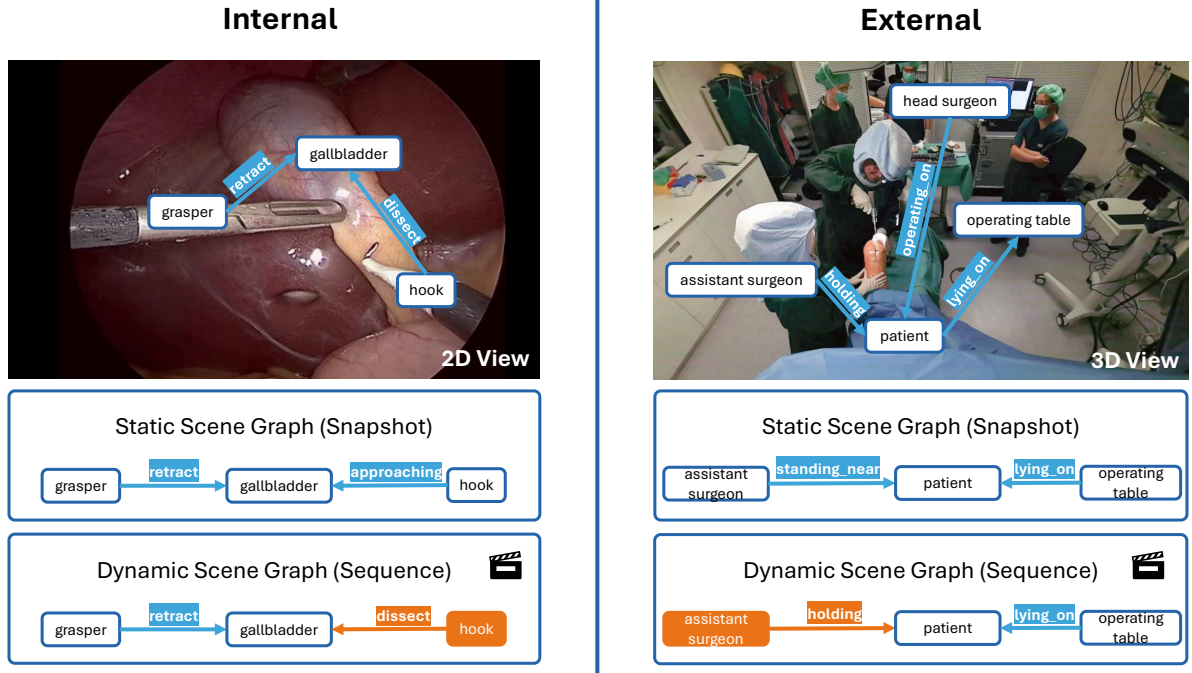 Internal
gallbladder
retract
grasper
dissect
hook
2D View
Static Scene Graph (Snapshot)
grasper
retract
gallbladder
approaching
hook
Dynamic Scene Graph (Sequence)
grasper
retract
gallbladder
dissect
hook
External
head surgeon
operating_on
operating table
assistant surgeon
holding
lying_on
patient
3D View
Static Scene Graph (Snapshot)
assistant
surgeon
standing_near
patient
lying_on
operating
table
Dynamic Scene Graph (Sequence)
assistant
surgeon
holding
patient
lying_on
operating
table